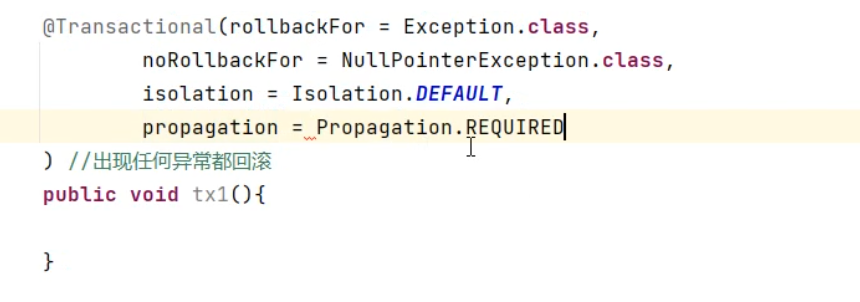 @Transactional(rollbackFor = Exception.class,
noRollbackFor = NullPointerException.class,
isolation = Isolation.DEFAULT,
propagation = Propagation.REQUIRED
) //出现任何异常都回滚
public void tx1(){
}